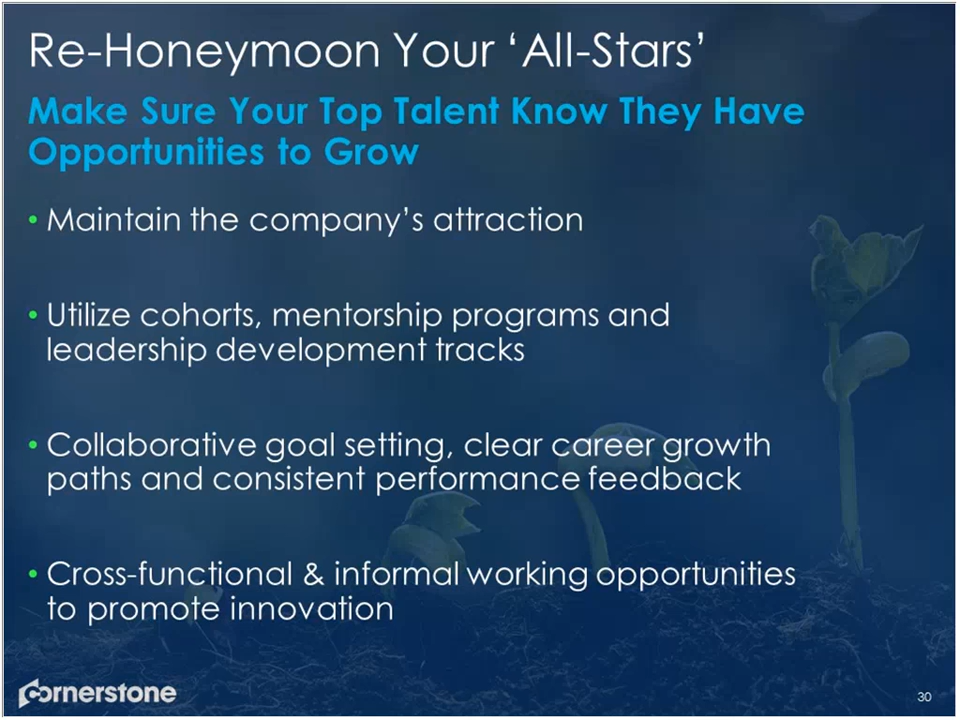 Re-Honeymoon Your ‘All-Stars’
Make Sure Your Top Talent Know They Have
Opportunities to Grow
• Maintain the company’s attraction
• Utilize cohorts, mentorship programs and
leadership development tracks
• Collaborative goal setting, clear career growth
paths and consistent performance feedback
• Cross-functional & informal working opportunities
to promote innovation
Cornerstone
30